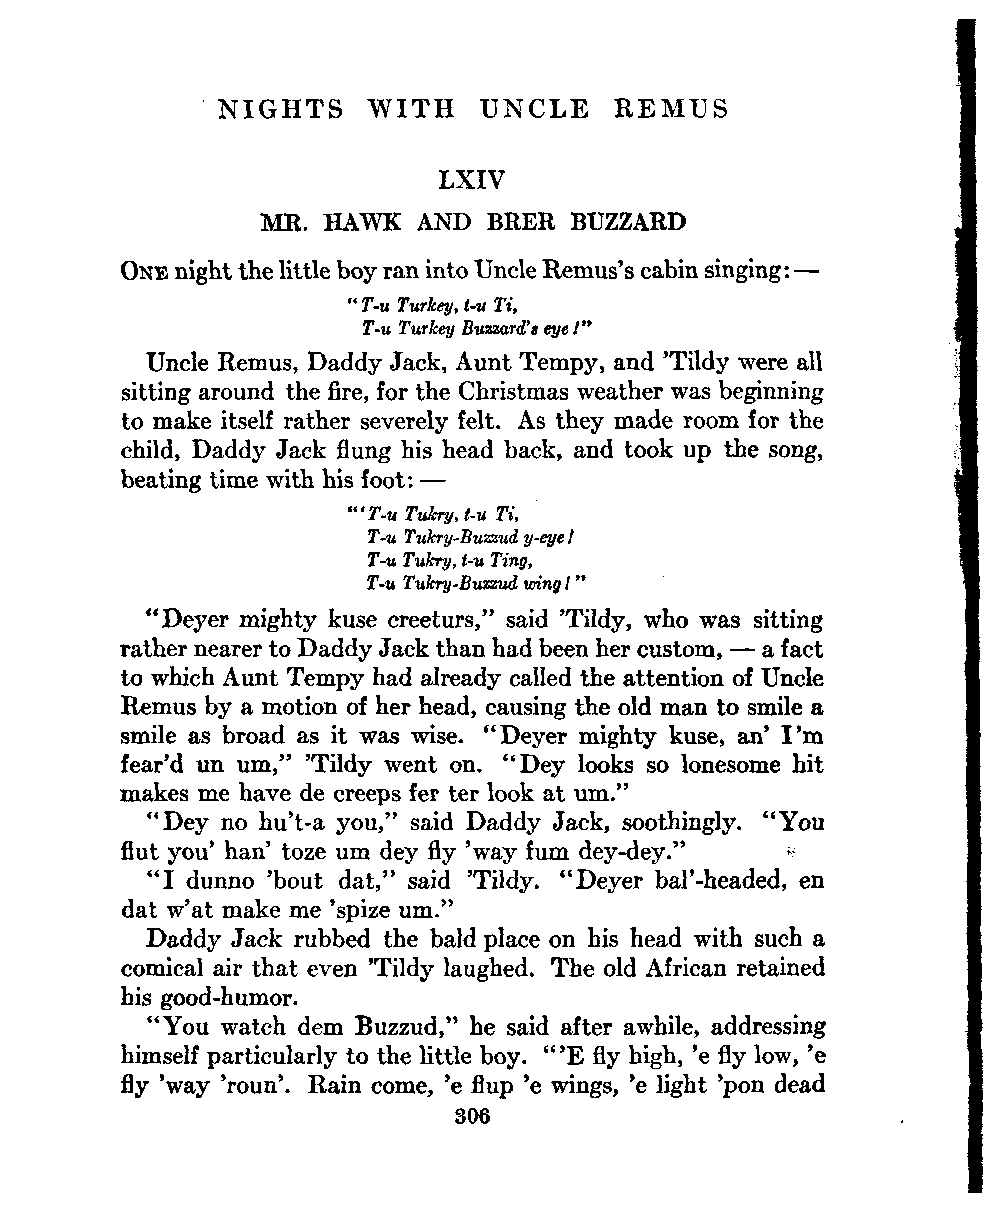 NIGHTS WITH UNCLE REMUS
LXIV
MR. HAWK AND BRER BUZZARD
ONE night the little boy ran into Uncle Remus's cabin singing: —
"T-u Turkey, t-u Ti,
T-u Turkey Buzzard's eye!"
Uncle Remus, Daddy Jack, Aunt Tempy, and 'Tildy were all
sitting around the fire, for the Christmas weather was beginning
to make itself rather severely felt. As they made room for the
child, Daddy Jack flung his head back, and took up the song,
beating time with his foot: —
"'T-u Tukry, t-u Ti,
T-u Tukry-Buzzud y-eye!
T-u Tukry, t-u Ting,
T-u Tukry-Buzzud wing!"
"Deyer mighty kuse creeturs," said 'Tildy, who was sitting
rather nearer to Daddy Jack than had been her custom, — a fact
to which Aunt Tempy had already called the attention of Uncle
Remus by a motion of her head, causing the old man to smile a
smile as broad as it was wise. "Deyer mighty kuse, an' I'm
fear'd un um," 'Tildy went on. "Dey looks so lonesome hit
makes me have de creeps fer ter look at um."
"Dey no hu't-a you," said Daddy Jack, soothingly. "You
flut you' han' toze um dey fly 'way fum dey-dey."
"I dunno 'bout dat," said 'Tildy. "Deyer bal'-headed, en
dat w'at make me 'spize um."
Daddy Jack rubbed the bald place on his head with such a
comical air that even 'Tildy laughed. The old African retained
his good-humor.
"You watch dem Buzzud," he said after awhile, addressing
himself particularly to the little boy. "'E fly high, 'e fly low, 'e
fly 'way 'roun'. Rain come, 'e flup 'e wings, 'e light 'pon dead
306